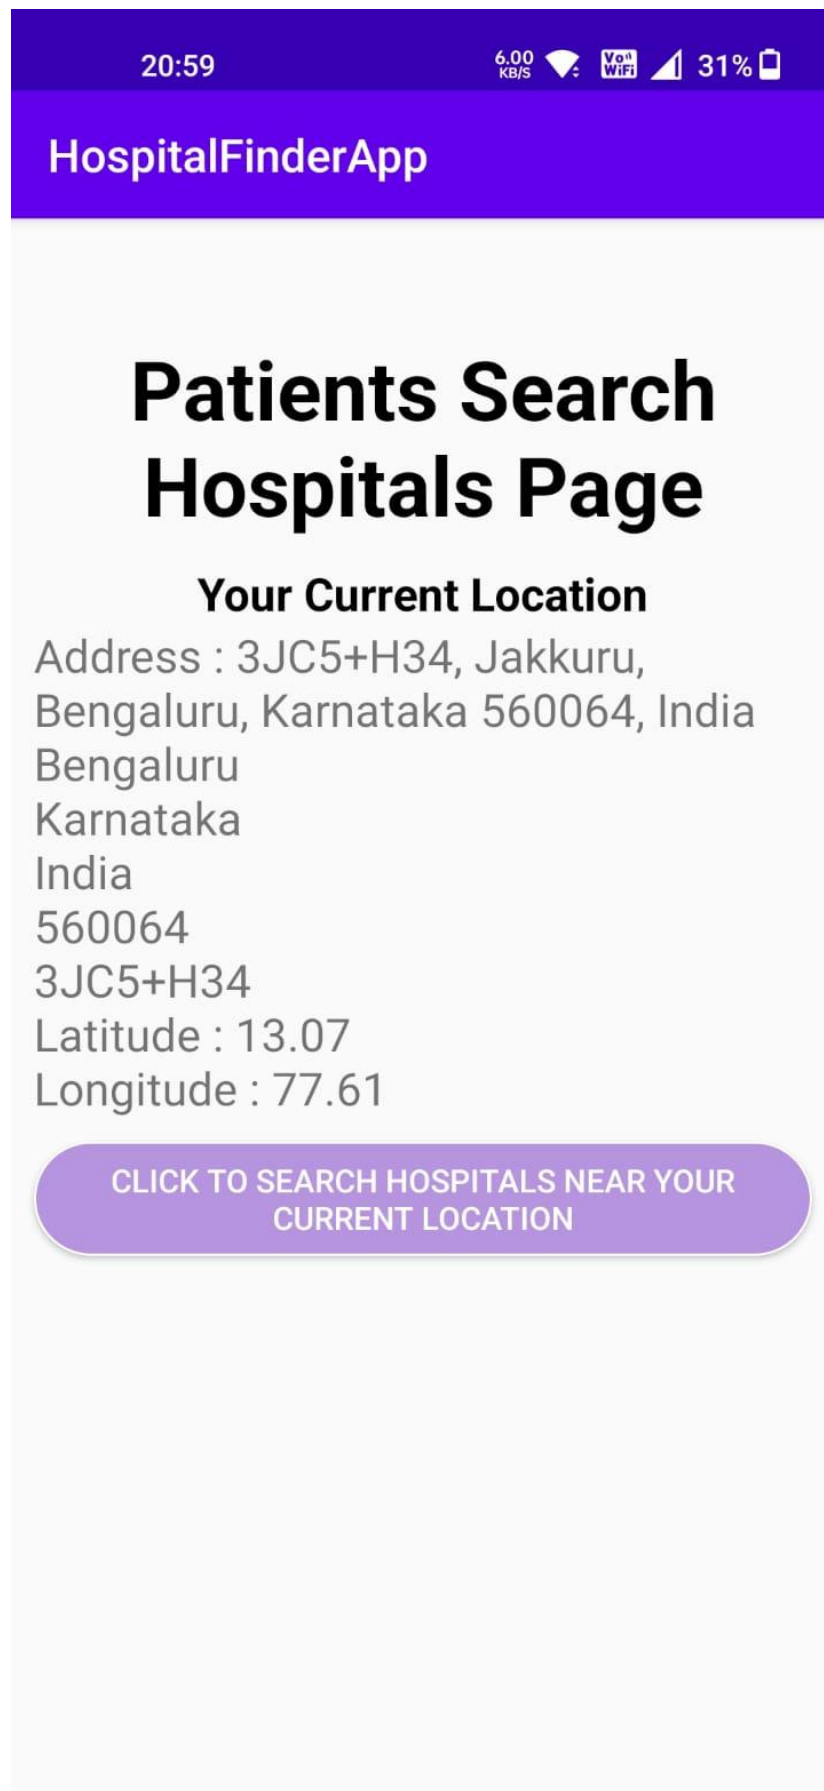 20:59
6.00
KB/S
Vo
WiFi
31%
HospitalFinderApp
Patients Search
Hospitals Page
Your Current Location
Address : 3JC5+H34, Jakkuru,
Bengaluru, Karnataka 560064, India
Bengaluru
Karnataka
India
560064
3JC5+H34
Latitude : 13.07
Longitude : 77.61
CLICK TO SEARCH HOSPITALS NEAR YOUR
CURRENT LOCATION